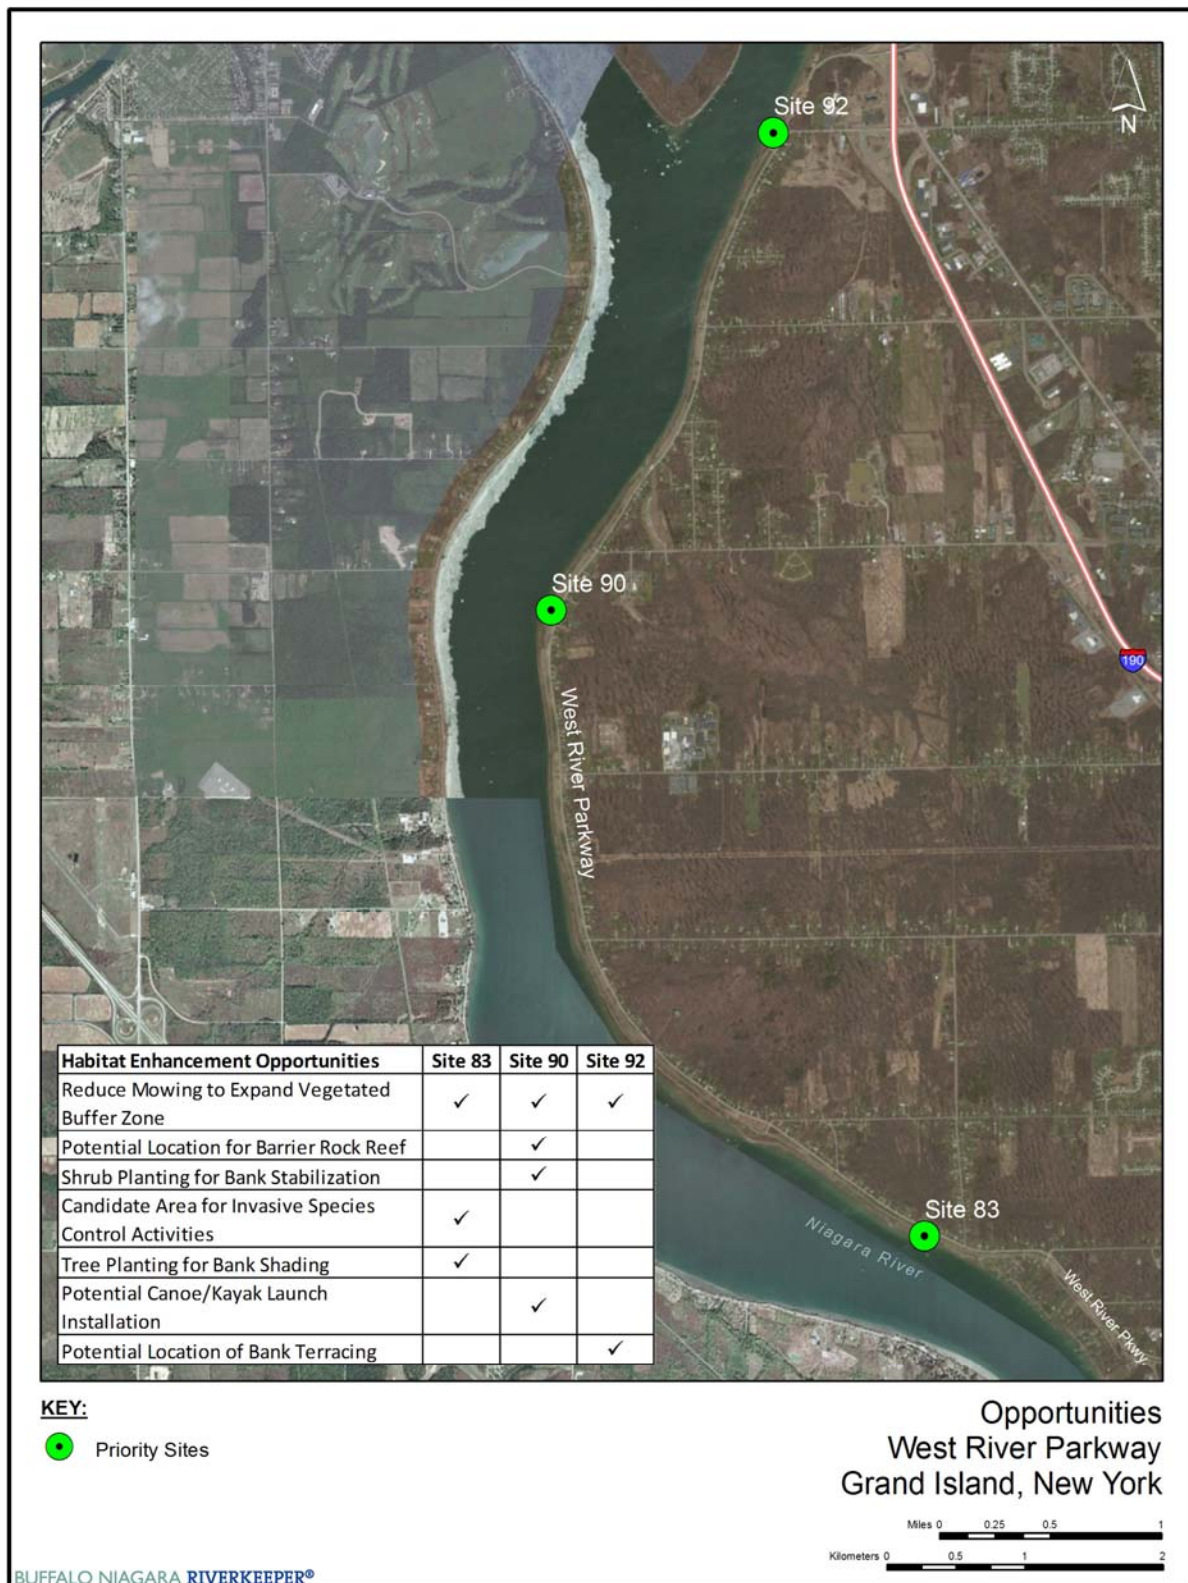 Site 92
N
Site 90
190
West River Parkway
Habitat Enhancement Opportunities Site 83 Site 90 Site 92
Reduce Mowing to Expand Vegetated
Buffer Zone ✓ ✓ ✓
Potential Location for Barrier Rock Reef ✓
Shrub Planting for Bank Stabilization ✓
Candidate Area for Invasive Species
Control Activities ✓
Tree Planting for Bank Shading ✓
Potential Canoe/Kayak Launch
Installation ✓
Potential Location of Bank Terracing ✓
Site 83
Niagara River
West River Pkwy
KEY:
Priority Sites
Opportunities
West River Parkway
Grand Island, New York
Miles 0 0.25 0.5 1
Kilometers 0 0.5 1 2
BUFFALO NIAGARA RIVERKEEPER®